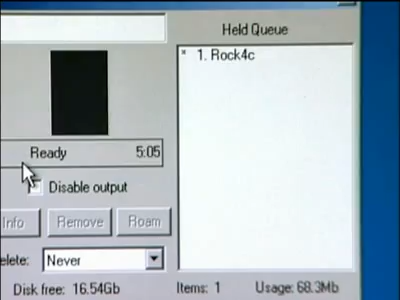 Held Queue
* 1. Rock4c
Ready 5:05
Disable output
Info Remove Roam
elete: Never
Disk free: 16.54Gb Items: 1 Usage: 68.3Mb